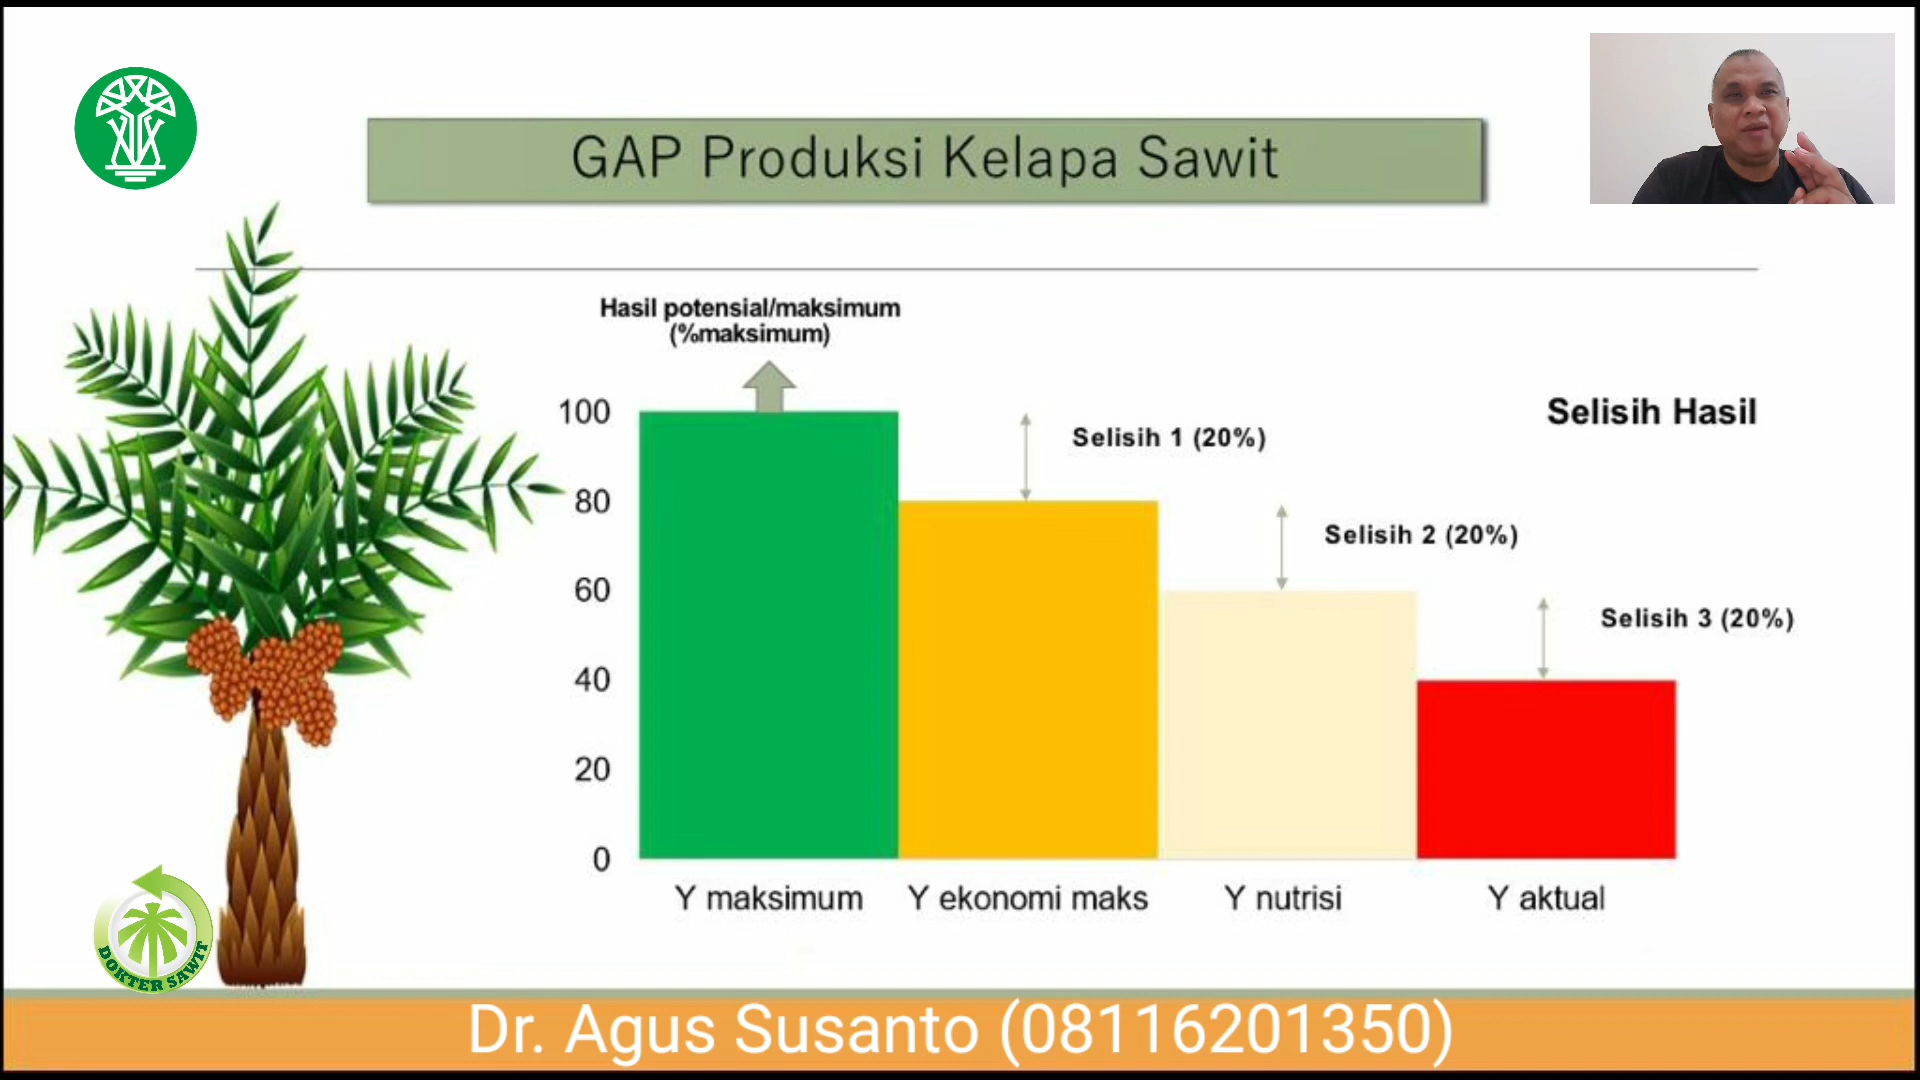 GAP Produksi Kelapa Sawit
Hasil potensial/maksimum
(%maksimum)
Selisih Hasil
100
80
60
40
20
0
Selisih 1 (20%)
Selisih 2 (20%)
Selisih 3 (20%)
Y maksimum
Y ekonomi maks
Y nutrisi
Y aktual
DOKTER SAWIT
Dr. Agus Susanto (08116201350)